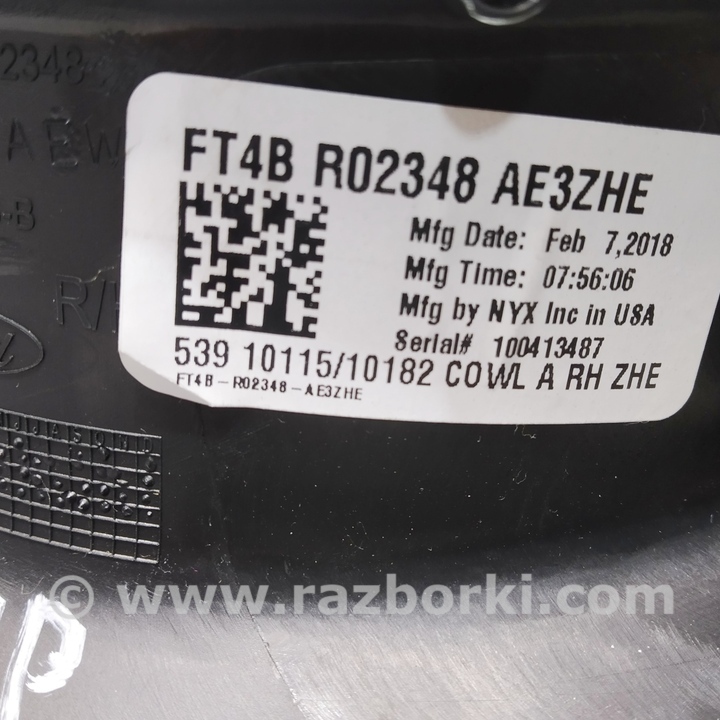 2348
FT4B R02348 AE3ZHE
Mfg Date: Feb 7,2018
Mfg Time: 07:56:06
Mfg by NYX Inc in USA
Serial# 100413487
539 10115/10182 COWL A RH ZHE
FT4B-R02348-AE3ZHE
-B
© www.razborki.com